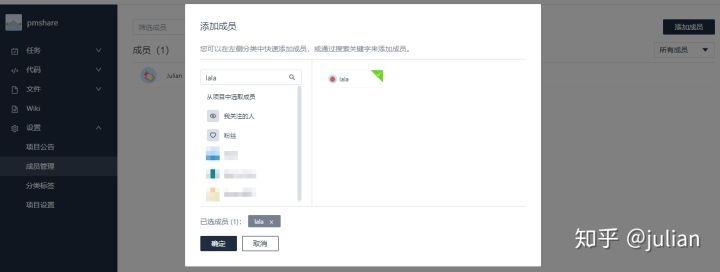 pmshare
任务
代码
文件
Wiki
设置
项目公告
成员管理
分类标签
项目设置
筛选成员
添加成员
成员 (1)
所有成员
Julian
添加成员
您可以在左侧分类中快速添加成员，或通过搜索关键字来添加成员。
lala
从项目中选取成员
我关注的人
粉丝
lala
已选成员 (1)：
lala ×
确定
取消
知乎 @julian